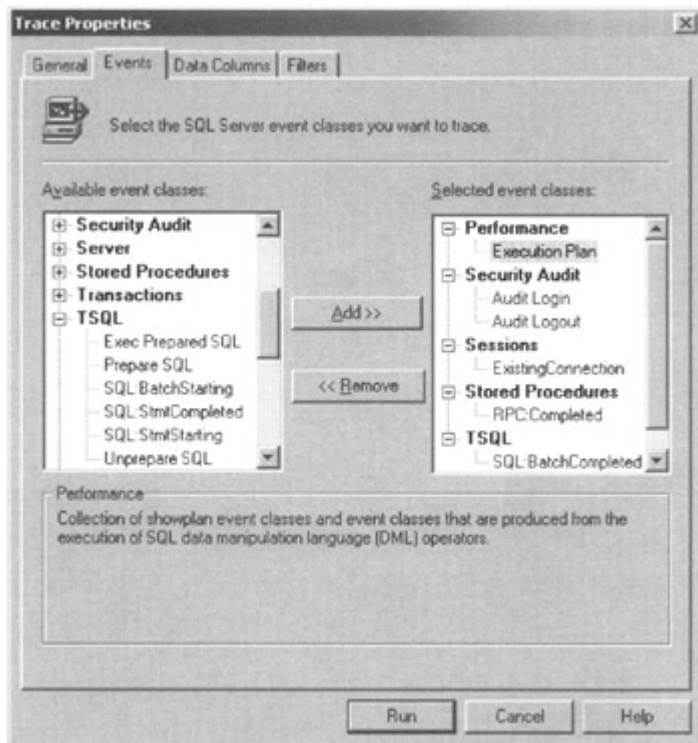 Trace Properties
General Events Data Columns Filters
Select the SQL Server event classes you want to trace.
Available event classes:
Security Audit
Server
Stored Procedures
Transactions
TSQL
Exec Prepared SQL
Prepare SQL
SQL:BatchStarting
SQL:StmtCompleted
SQL:StmtStarting
Unprepare SQL
Add >>
<< Remove
Selected event classes:
Performance
Execution Plan
Security Audit
Audit Login
Audit Logout
Sessions
ExistingConnection
Stored Procedures
RPC:Completed
TSQL
SQL:BatchCompleted
Performance
Collection of showplan event classes and event classes that are produced from the
execution of SQL data manipulation language (DML) operators.
Run Cancel Help